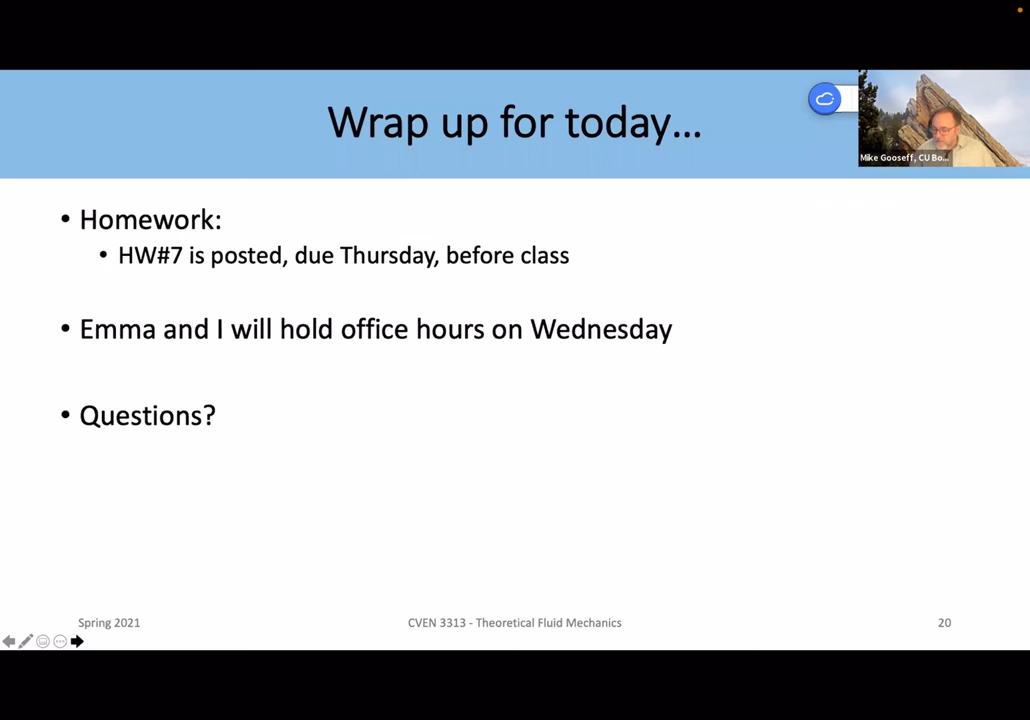 Wrap up for today…
Mike Gooseff, CU Bo...
• Homework:
• HW#7 is posted, due Thursday, before class
• Emma and I will hold office hours on Wednesday
• Questions?
Spring 2021
CVEN 3313 - Theoretical Fluid Mechanics
20